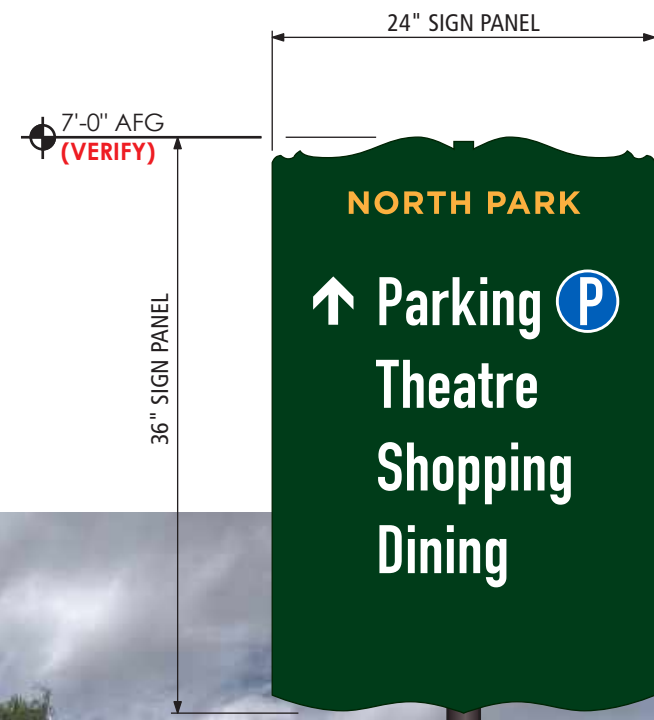 24" SIGN PANEL
7'-0" AFG
(VERIFY)
36" SIGN PANEL
NORTH PARK
↑ Parking P
Theatre
Shopping
Dining